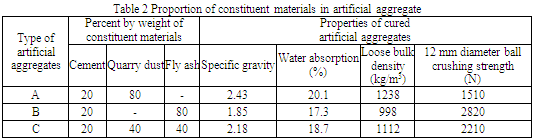 Table 2 Proportion of constituent materials in artificial aggregate
Type of artificial aggregates | Percent by weight of constituent materials | Properties of cured artificial aggregates
Cement | Quarry dust | Fly ash | Specific gravity | Water absorption (%) | Loose bulk density (kg/m³) | 12 mm diameter ball crushing strength (N)
A | 20 | 80 | - | 2.43 | 20.1 | 1238 | 1510
B | 20 | - | 80 | 1.85 | 17.3 | 998 | 2820
C | 20 | 40 | 40 | 2.18 | 18.7 | 1112 | 2210